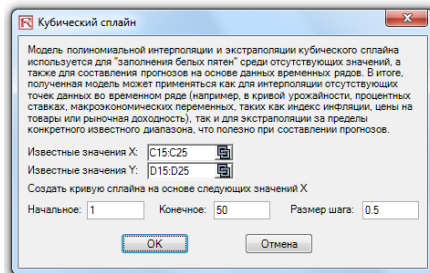 Кубический сплайн
Модель полиномиальной интерполяции и экстраполяции кубического сплайна
используется для "заполнения белых пятен" среди отсутствующих значений, а
также для составления прогнозов на основе данных временных рядов. В итоге,
полученная модель может применяться как для интерполяции отсутствующих
точек данных во временном ряде (например, в кривой урожайности, процентных
ставках, макроэкономических переменных, таких как индекс инфляции, цены на
товары или рыночная доходность), так и для экстраполяции за пределы
конкретного известного диапазона, что полезно при составлении прогнозов.
Известные значения X: C15:C25
Известные значения Y: D15:D25
Создать кривую сплайна на основе следующих значений X
Начальное: 1 Конечное: 50 Размер шага: 0.5
OK Отмена